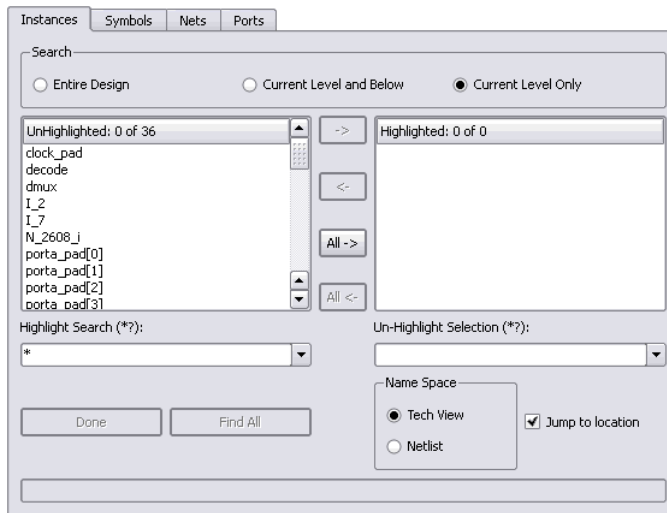 Instances Symbols Nets Ports
Search
Entire Design Current Level and Below Current Level Only
UnHighlighted: 0 of 36
clock_pad
decode
dmux
I_2
I_7
N_2608_i
porta_pad[0]
porta_pad[1]
porta_pad[2]
porta_pad[3]
->
<-
All ->
All <-
Highlighted: 0 of 0
Highlight Search (*?):
*
Un-Highlight Selection (*?):
Done Find All
Name Space
Tech View
Netlist
Jump to location